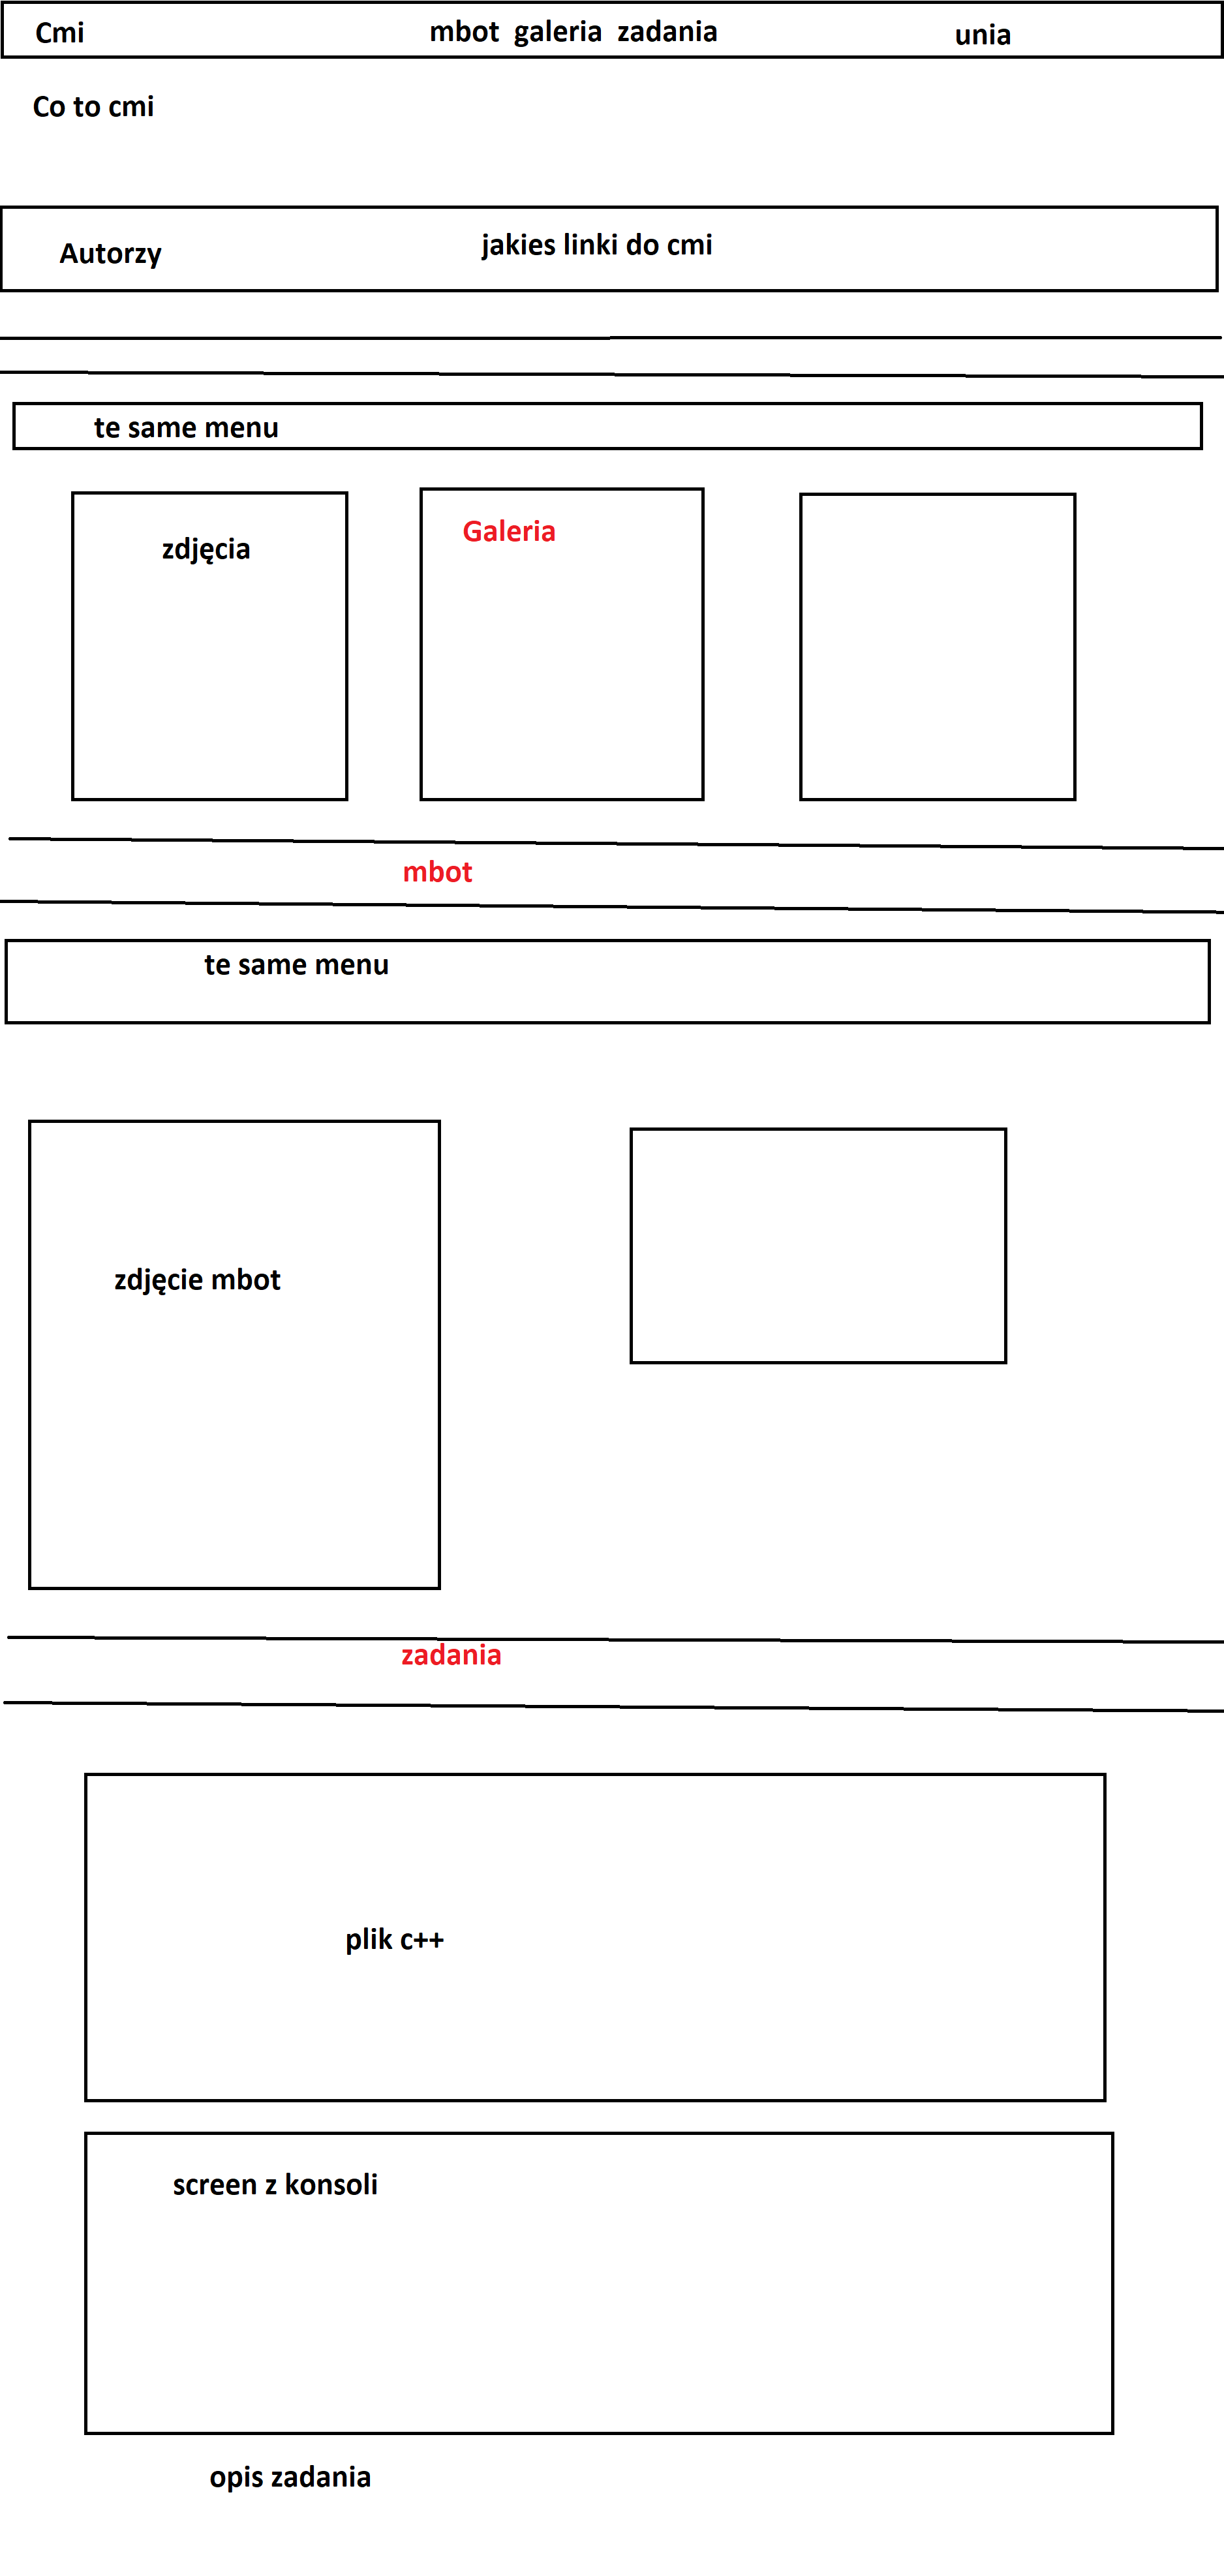 Cmi mbot galeria zadania unia
Co to cmi
Autorzy jakies linki do cmi
te same menu
zdjęcia Galeria
mbot
te same menu
zdjęcie mbot
zadania
plik c++
screen z konsoli
opis zadania